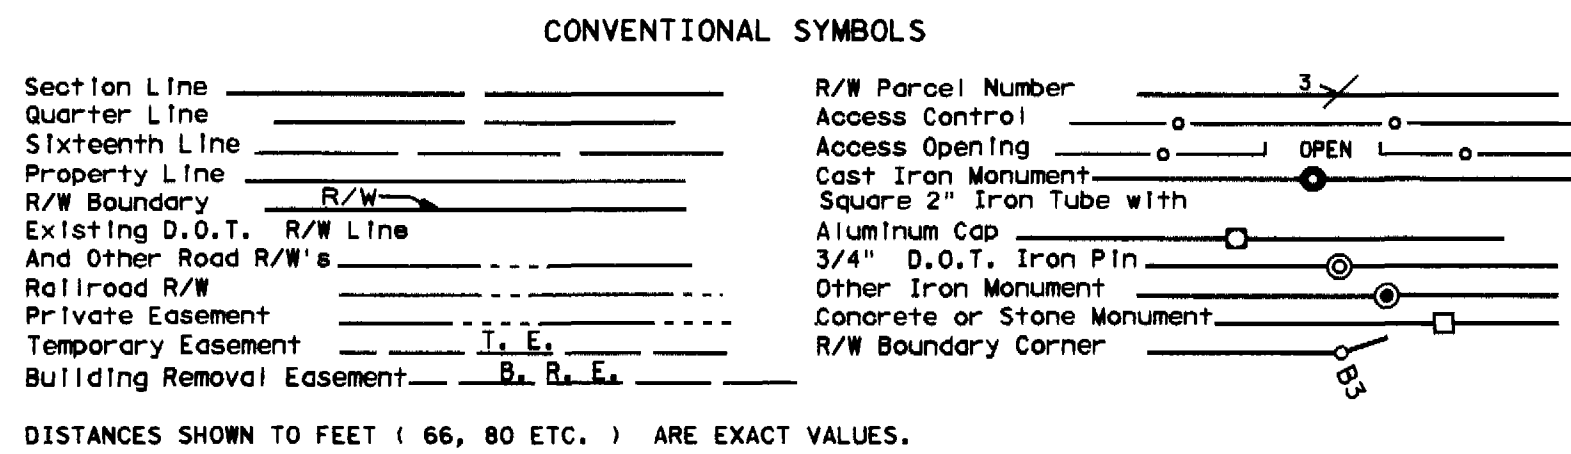 CONVENTIONAL SYMBOLS
Section Line
Quarter Line
Sixteenth Line
Property Line
R/W Boundary R/W
Existing D.O.T. R/W Line
And Other Road R/W's
Railroad R/W
Private Easement
Temporary Easement T. E.
Building Removal Easement B. R. E.
R/W Parcel Number 3
Access Control
Access Opening OPEN
Cast Iron Monument
Square 2" Iron Tube with
Aluminum Cap
3/4" D.O.T. Iron Pin
Other Iron Monument
Concrete or Stone Monument
R/W Boundary Corner
B3
DISTANCES SHOWN TO FEET ( 66, 80 ETC. ) ARE EXACT VALUES.